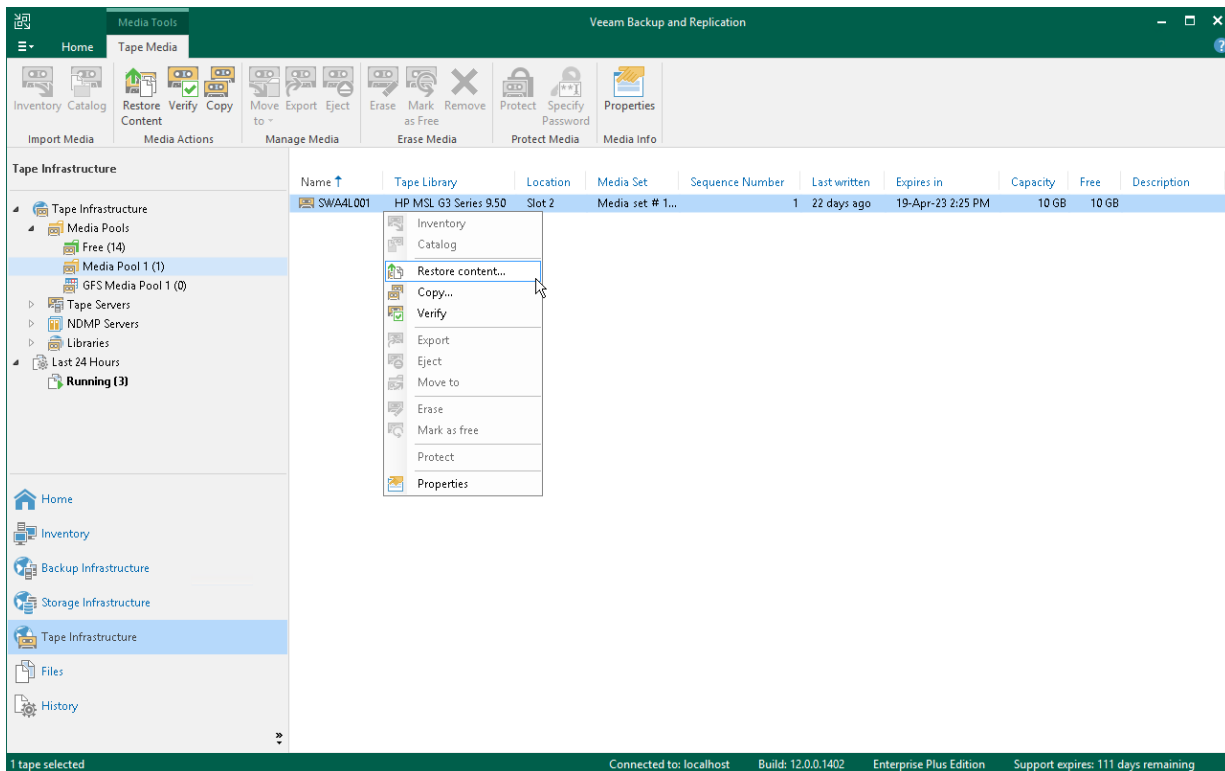 Media Tools
Veeam Backup and Replication
Home Tape Media
Inventory Catalog Restore Content Verify Copy Move to Export Eject Erase Mark as Free Remove Protect Specify Password Properties
Import Media Media Actions Manage Media Erase Media Protect Media Media Info
Tape Infrastructure
Tape Infrastructure
Media Pools
Free (14)
Media Pool 1 (1)
GFS Media Pool 1 (0)
Tape Servers
NDMP Servers
Libraries
Last 24 Hours
Running (3)
Home
Inventory
Backup Infrastructure
Storage Infrastructure
Tape Infrastructure
Files
History
Name Tape Library Location Media Set Sequence Number Last written Expires in Capacity Free Description
SWA4L001 HP MSL G3 Series 9.50 Slot 2 Media set # 1... 1 22 days ago 19-Apr-23 2:25 PM 10 GB 10 GB
Inventory
Catalog
Restore content...
Copy...
Verify
Export
Eject
Move to
Erase
Mark as free
Protect
Properties
1 tape selected
Connected to: localhost Build: 12.0.0.1402 Enterprise Plus Edition Support expires: 111 days remaining